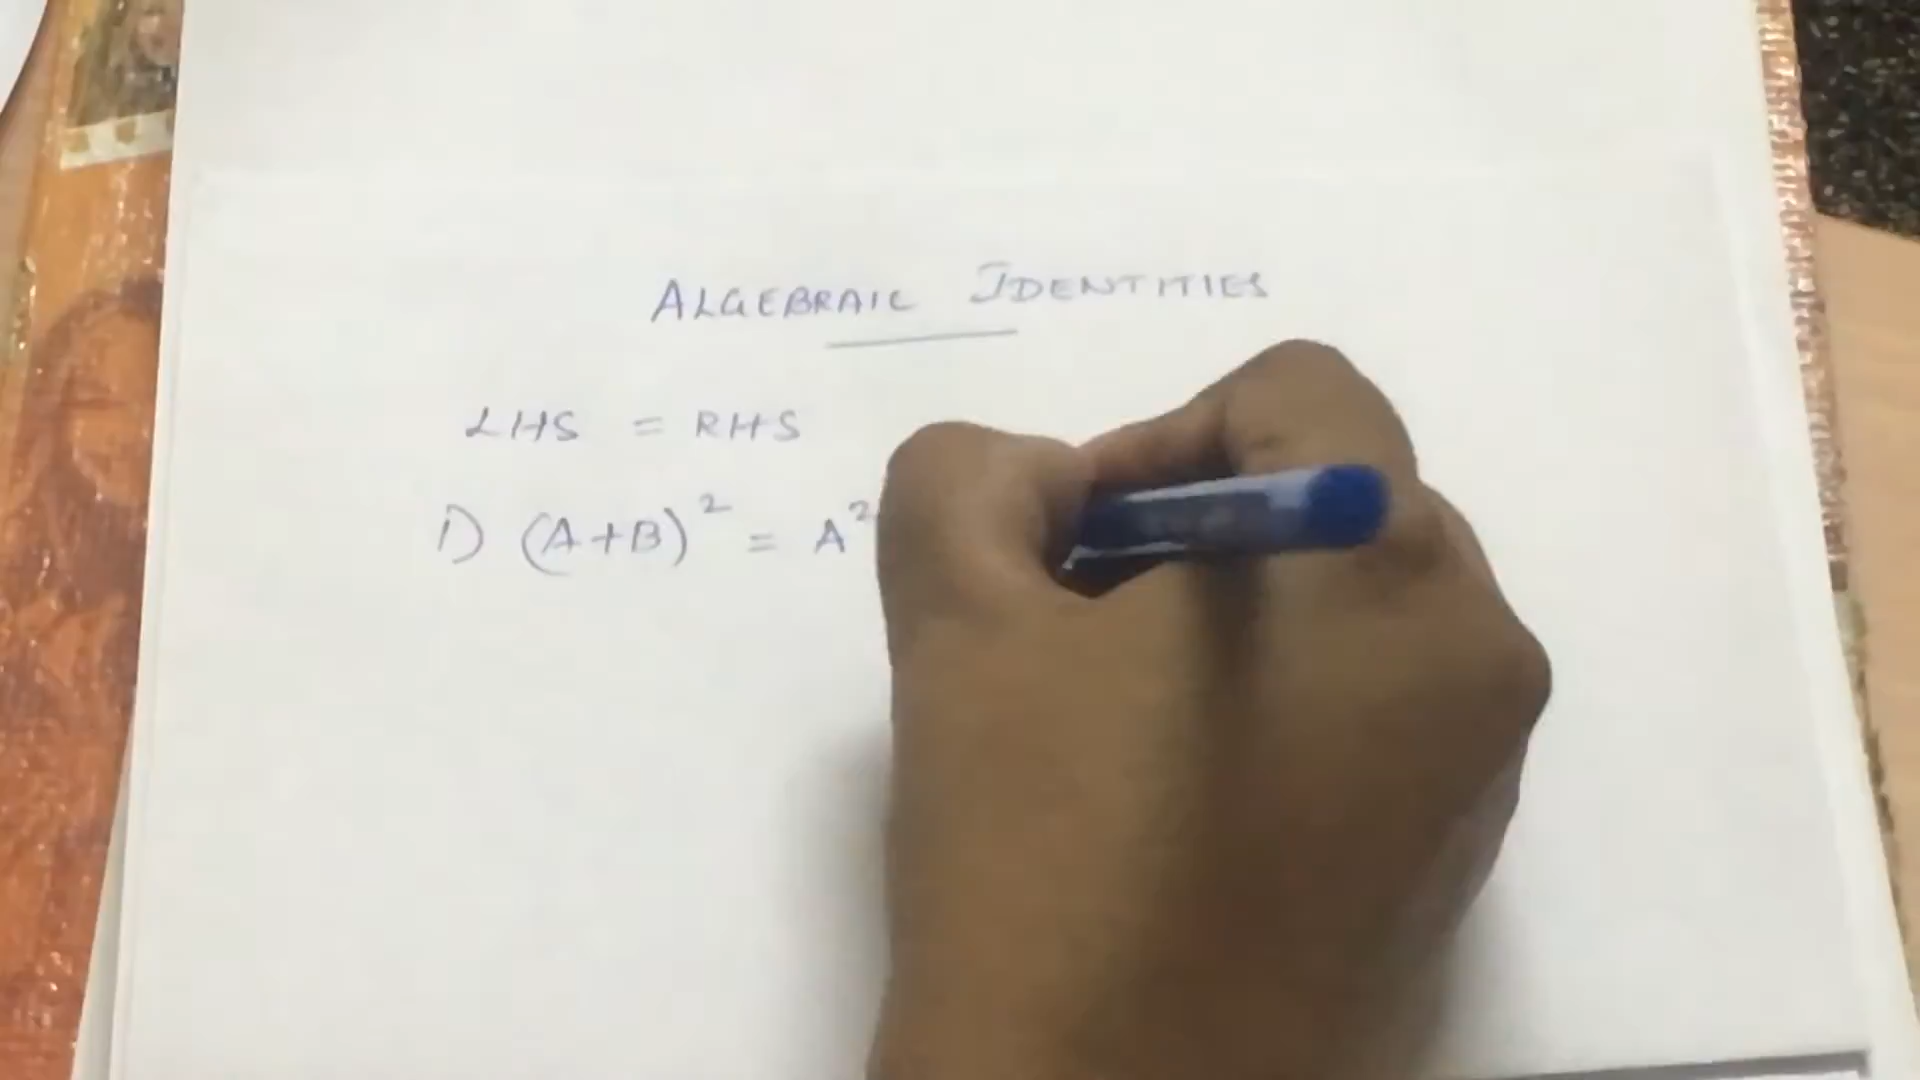 ALGEBRAIC IDENTITIES
LHS = RHS
1) (A+B)² = A²